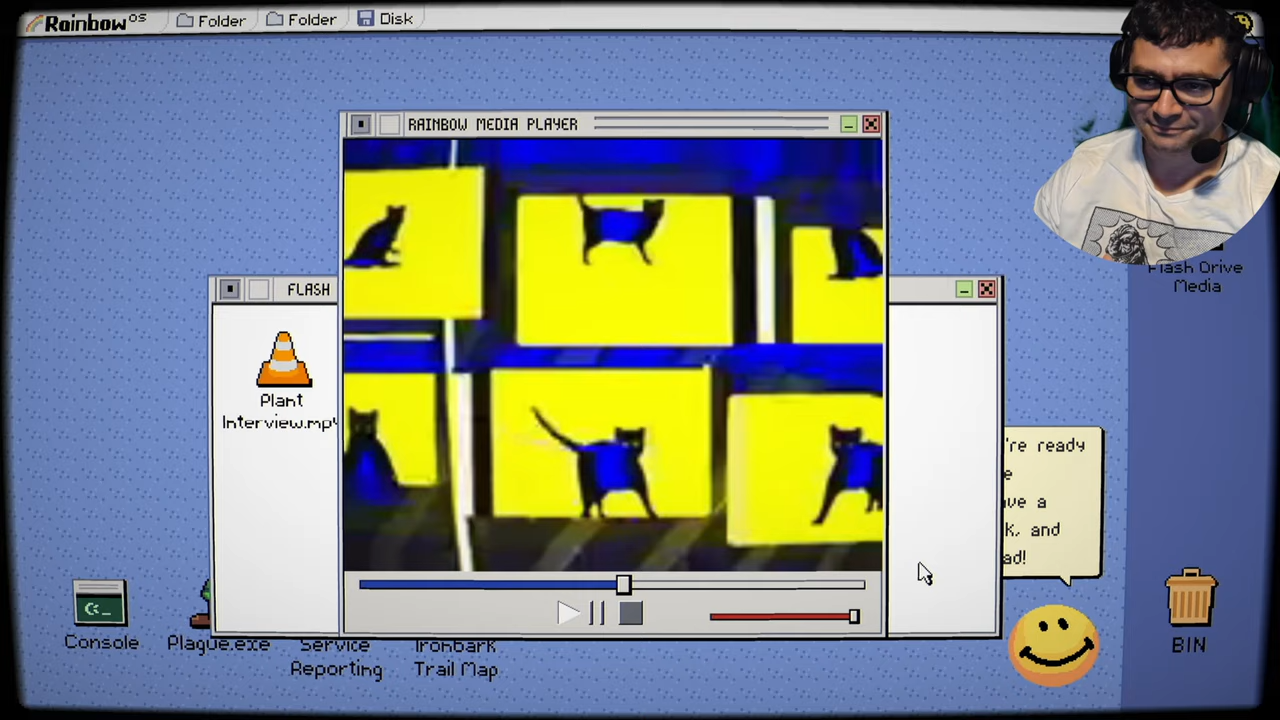 Rainbow OS
Folder
Folder
Disk
RAINBOW MEDIA PLAYER
FLASH
Plant
Interview.mp4
Flash Drive
Media
're ready
e
ve a
k, and
ad!
Console
Plague.exe
Service
Reporting
Ironbark
Trail Map
BIN